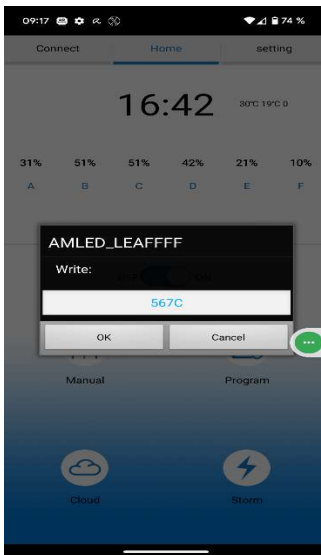 09:17 74 %
Connect Home setting
16:42 30℃ 19℃ 0
31% 51% 51% 42% 21% 10%
A B C D E F
AMLED_LEAFFFF
Write:
567C
OK Cancel
Manual Program
Cloud Storm